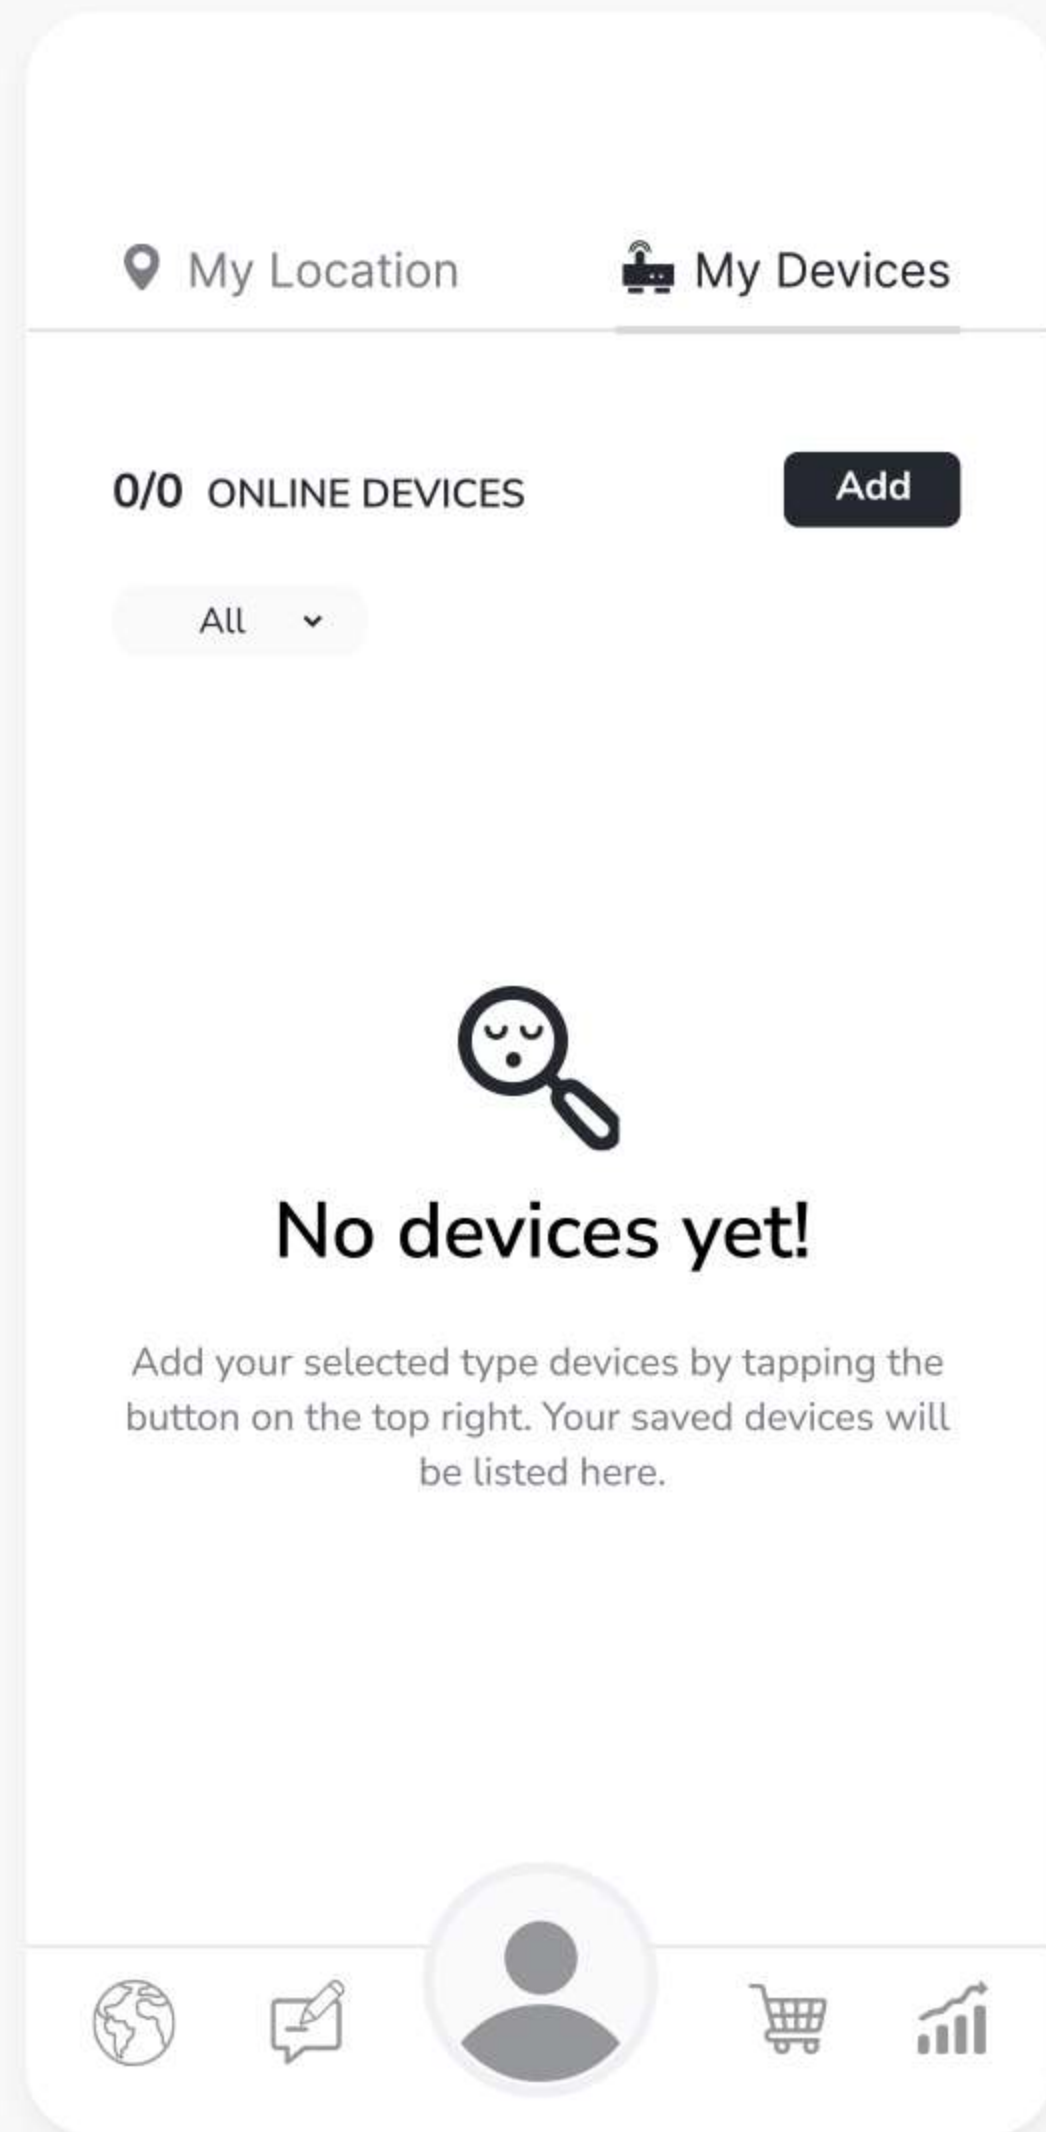 My Location
My Devices
0/0 ONLINE DEVICES
Add
All
No devices yet!
Add your selected type devices by tapping the
button on the top right. Your saved devices will
be listed here.